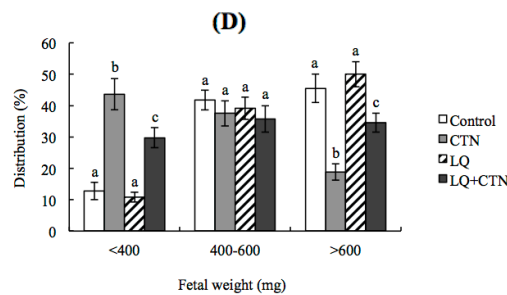 (D)
60
50
40
30
20
10
0
Distribution (%)
a
b
a
c
a
a
a
a
a
b
a
c
<400
400-600
>600
Fetal weight (mg)
Control
CTN
LQ
LQ+CTN